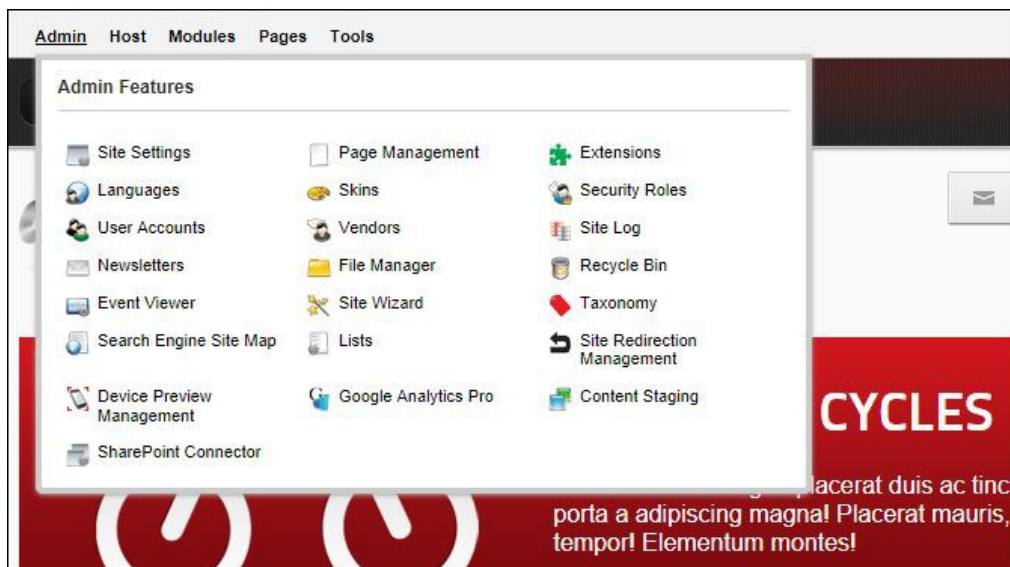 Admin Host Modules Pages Tools
Admin Features
Site Settings Page Management Extensions
Languages Skins Security Roles
User Accounts Vendors Site Log
Newsletters File Manager Recycle Bin
Event Viewer Site Wizard Taxonomy
Search Engine Site Map Lists Site Redirection
Management
Device Preview Google Analytics Pro Content Staging
Management
SharePoint Connector
CYCLES
placerat duis ac tinc
porta a adipiscing magna! Placerat mauris,
tempor! Elementum montes!